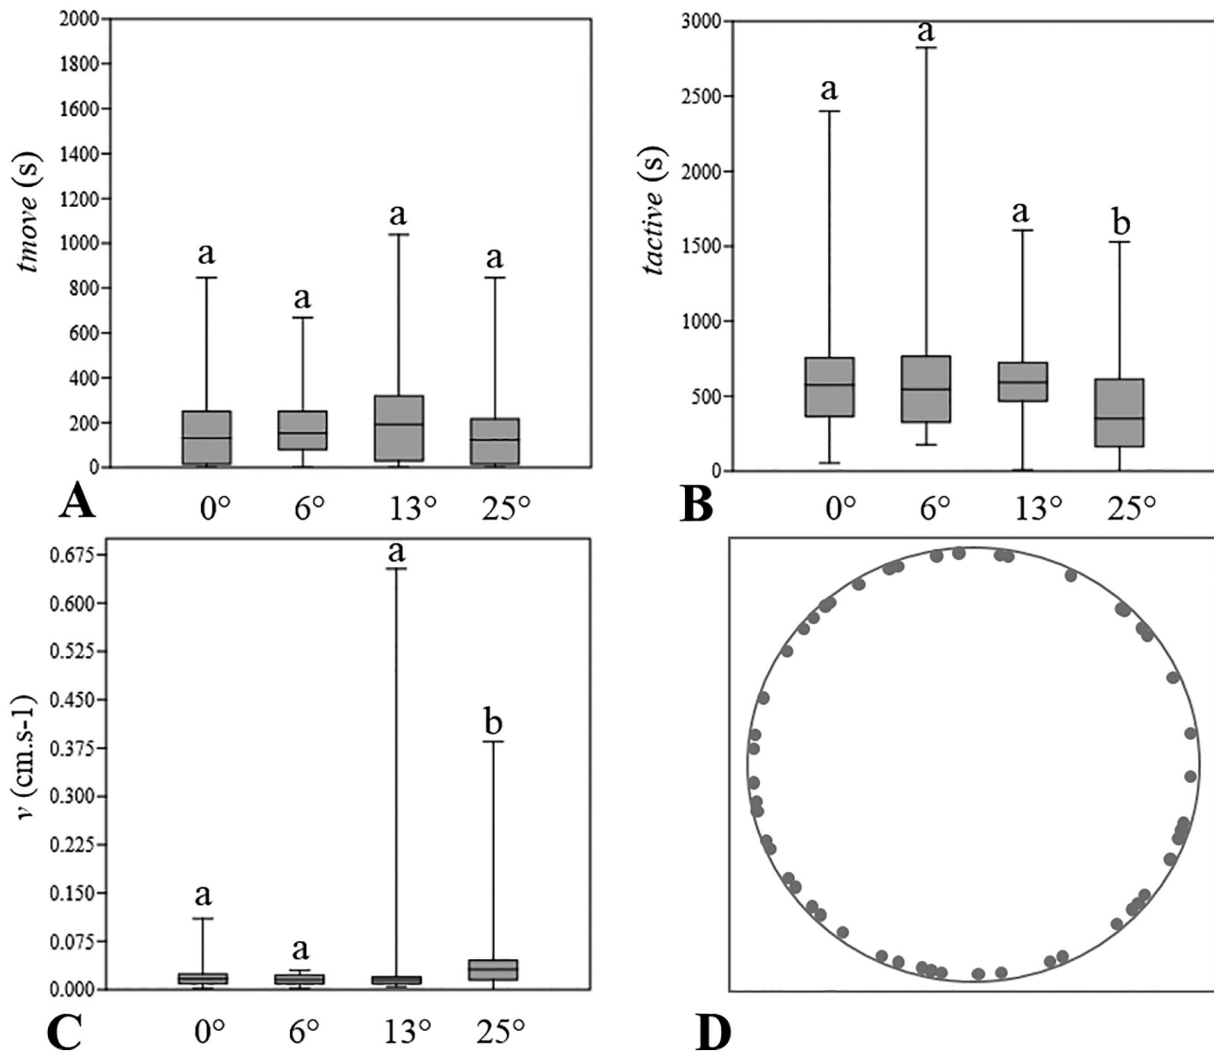 2000
1800
1600
1400
1200
1000
800
600
400
200
0
tmove (s)
a
a
a
a
A
0°
6°
13°
25°
3000
2500
2000
1500
1000
500
0
tactive (s)
a
a
a
b
B
0°
6°
13°
25°
0.675
0.600
0.525
0.450
0.375
0.300
0.225
0.150
0.075
0.000
v (cm.s-1)
a
a
a
b
C
0°
6°
13°
25°
D